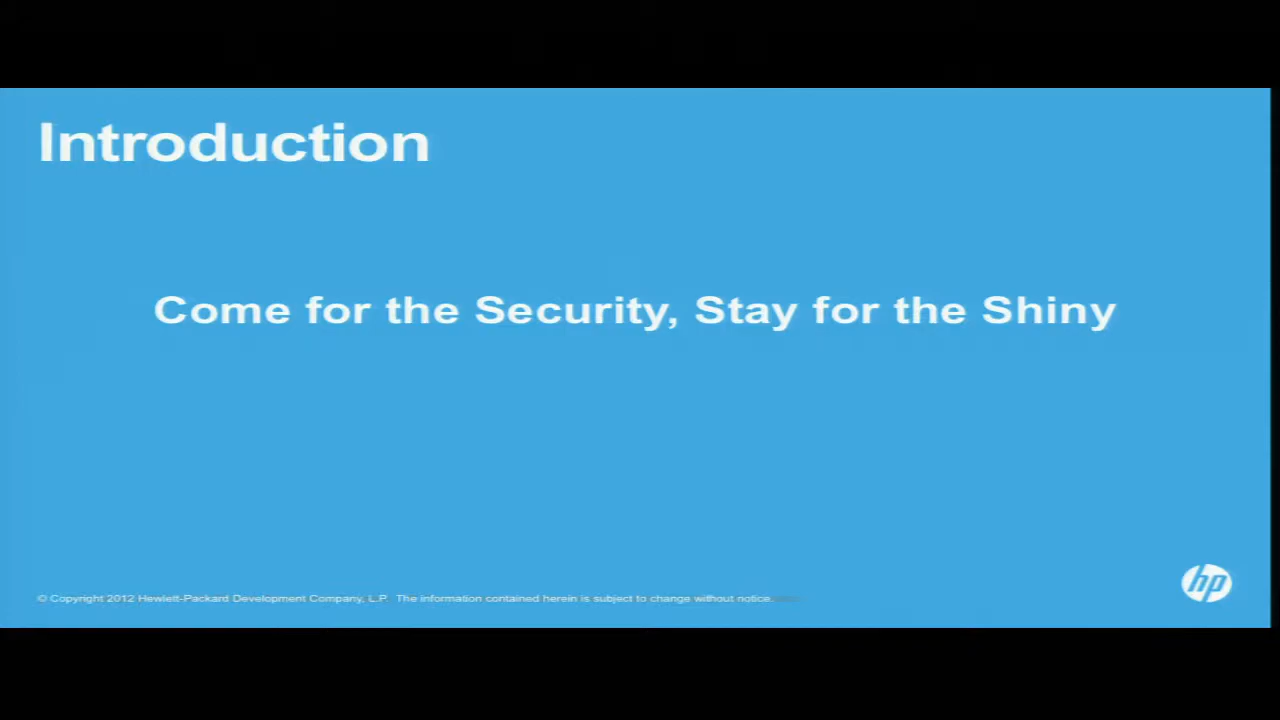 Introduction
Come for the Security, Stay for the Shiny
© Copyright 2012 Hewlett-Packard Development Company, L.P. The information contained herein is subject to change without notice.
hp